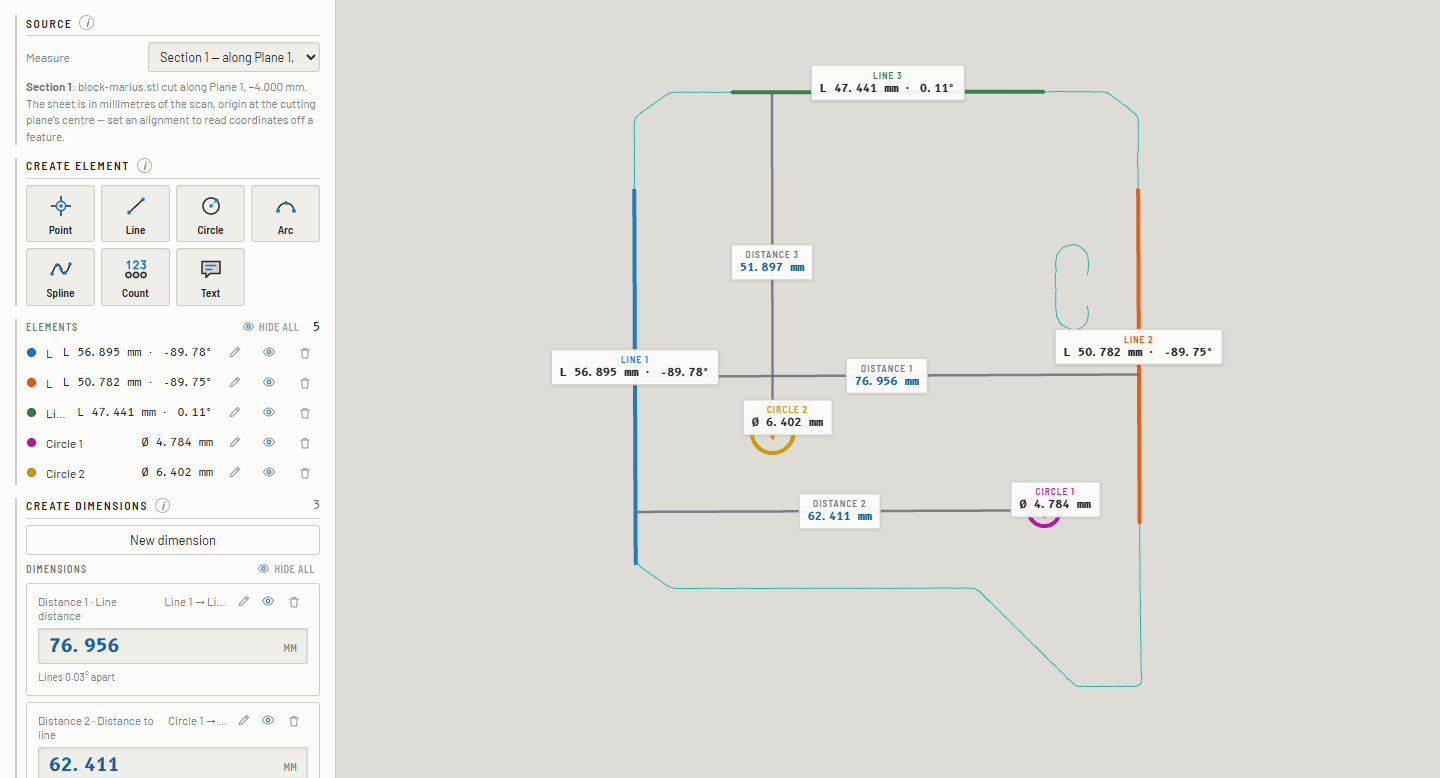 SOURCE i
Measure Section 1 — along Plane 1,
Section 1: block-marius.stl cut along Plane 1, −4.000 mm.
The sheet is in millimetres of the scan, origin at the cutting
plane's centre — set an alignment to read coordinates off a
feature.
CREATE ELEMENT i
Point Line Circle Arc
123
Spline Count Text
ELEMENTS HIDE ALL 5
L L 56.895 mm · -89.78°
L L 50.782 mm · -89.75°
Li... L 47.441 mm · 0.11°
Circle 1 Ø 4.784 mm
Circle 2 Ø 6.402 mm
CREATE DIMENSIONS i 3
New dimension
DIMENSIONS HIDE ALL
Distance 1 · Line distance Line 1 → Li...
76.956 MM
Lines 0.03° apart
Distance 2 · Distance to line Circle 1 → ...
62.411 MM
LINE 3
L 47.441 mm · 0.11°
DISTANCE 3
51.897 mm
LINE 1
L 56.895 mm · -89.78°
DISTANCE 1
76.956 mm
LINE 2
L 50.782 mm · -89.75°
CIRCLE 2
Ø 6.402 mm
DISTANCE 2
62.411 mm
CIRCLE 1
Ø 4.784 mm